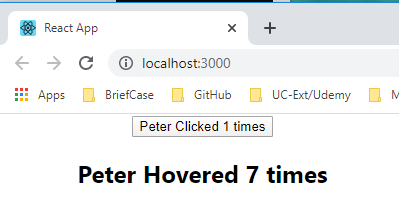 React App
localhost:3000
Apps BriefCase GitHub UC-Ext/Udemy
Peter Clicked 1 times
Peter Hovered 7 times